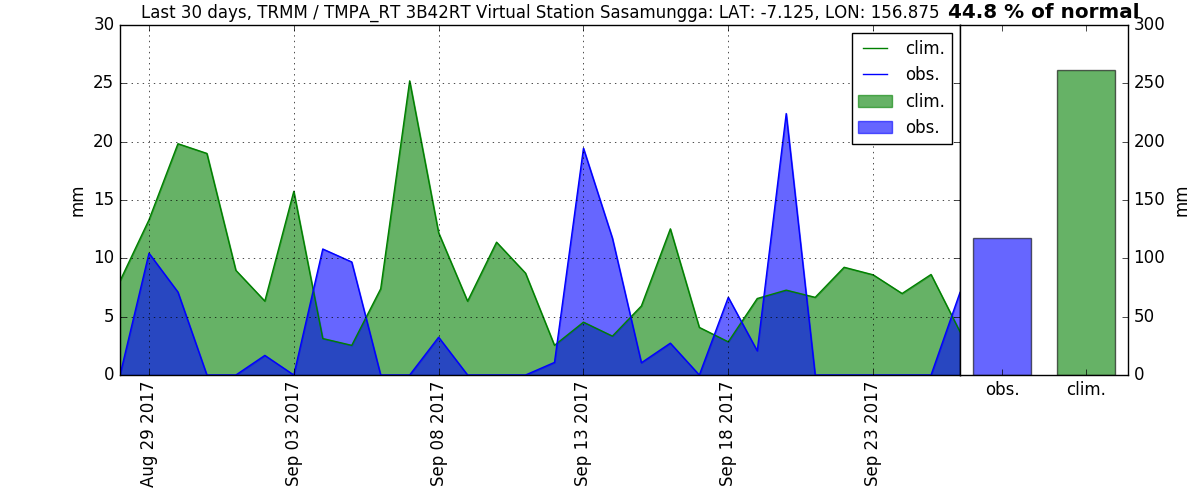 Last 30 days, TRMM / TMPA_RT 3B42RT Virtual Station Sasamungga: LAT: -7.125, LON: 156.875
44.8 % of normal
30
25
20
15
10
5
0
mm
clim.
obs.
clim.
obs.
Aug 29 2017
Sep 03 2017
Sep 08 2017
Sep 13 2017
Sep 18 2017
Sep 23 2017
300
250
200
150
100
50
0
mm
obs.
clim.